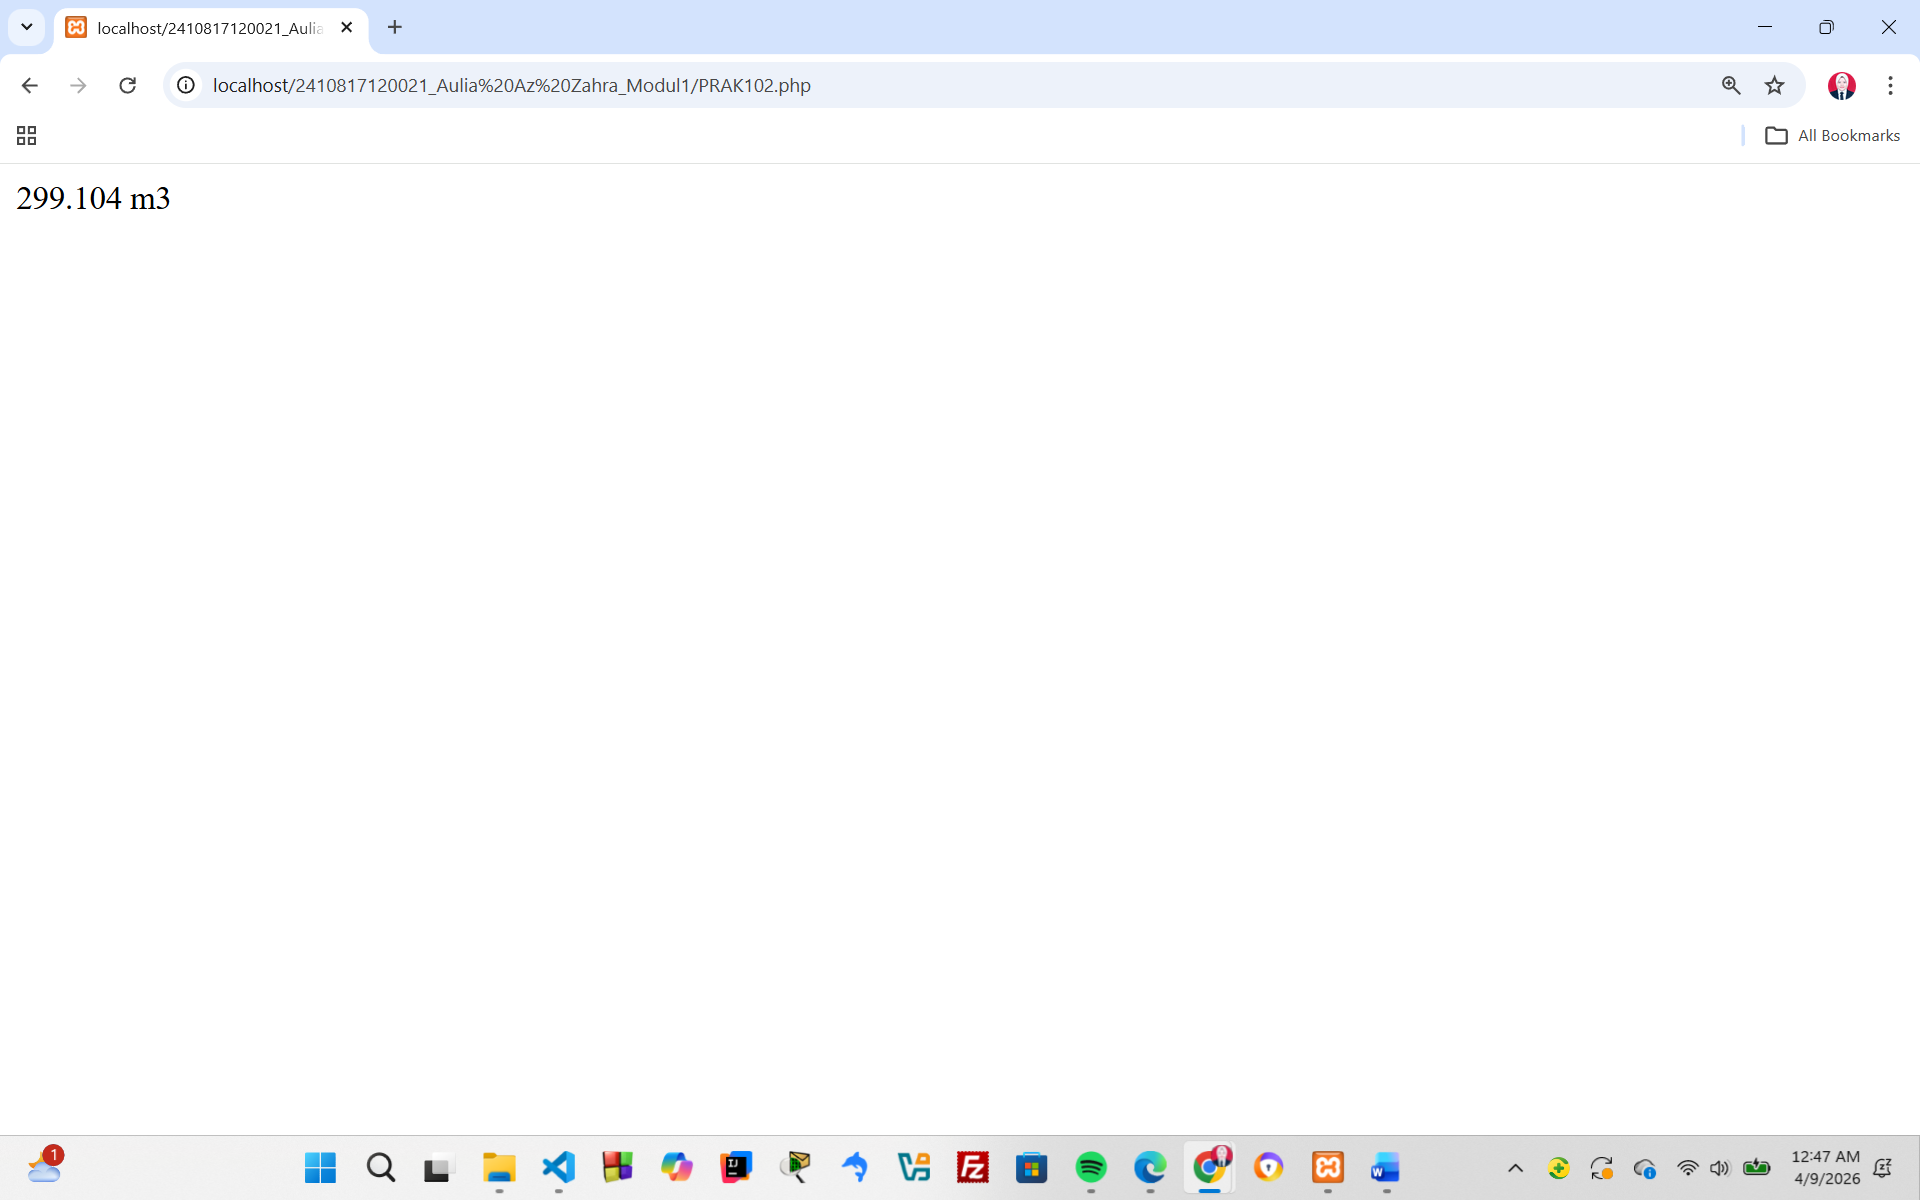 localhost/2410817120021_Aulia
localhost/2410817120021_Aulia%20Az%20Zahra_Modul1/PRAK102.php
All Bookmarks
299.104 m3
1
12:47 AM
4/9/2026